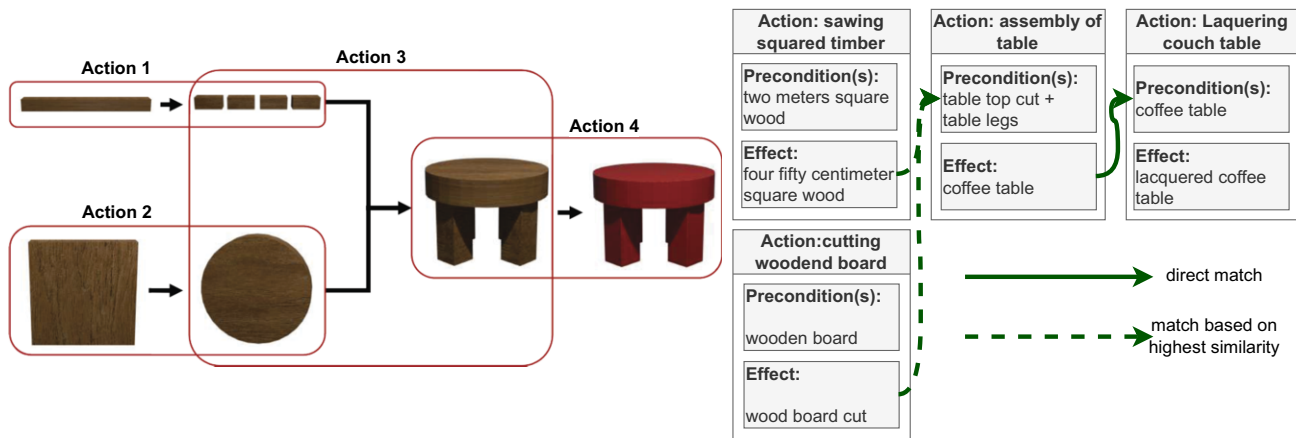 Action 1
Action 3
Action 4
Action 2
Action: sawing
squared timber
Precondition(s):
two meters square
wood
Effect:
four fifty centimeter
square wood
Action: assembly of
table
Precondition(s):
table top cut +
table legs
Effect:
coffee table
Action: Laquering
couch table
Precondition(s):
coffee table
Effect:
lacquered coffee
table
Action:cutting
woodend board
Precondition(s):
wooden board
Effect:
wood board cut
direct match
match based on
highest similarity